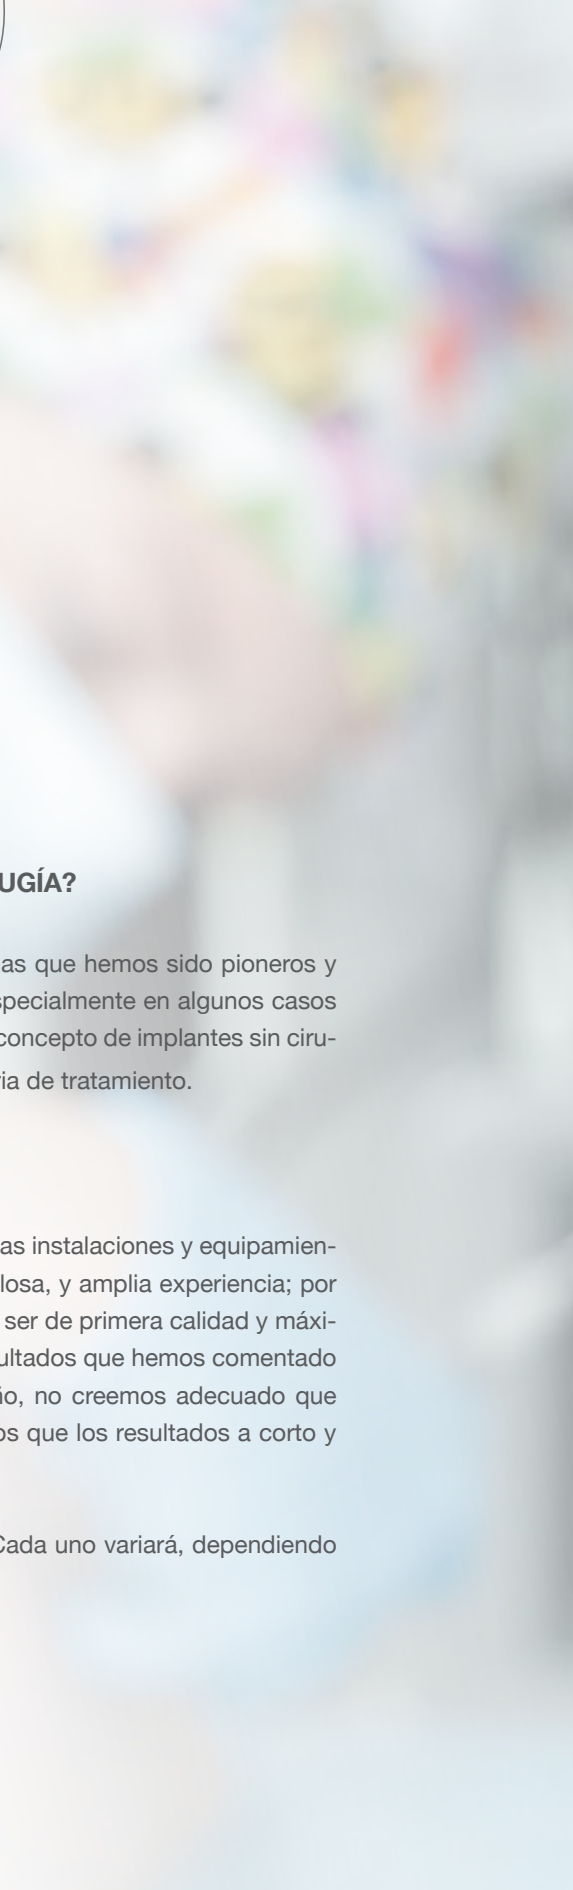 UGÍA?
as que hemos sido pioneros y
specialmente en algunos casos
concepto de implantes sin ciru-
ia de tratamiento.
as instalaciones y equipamien-
losa, y amplia experiencia; por
ser de primera calidad y máxi-
ultados que hemos comentado
ño, no creemos adecuado que
os que los resultados a corto y
Cada uno variará, dependiendo